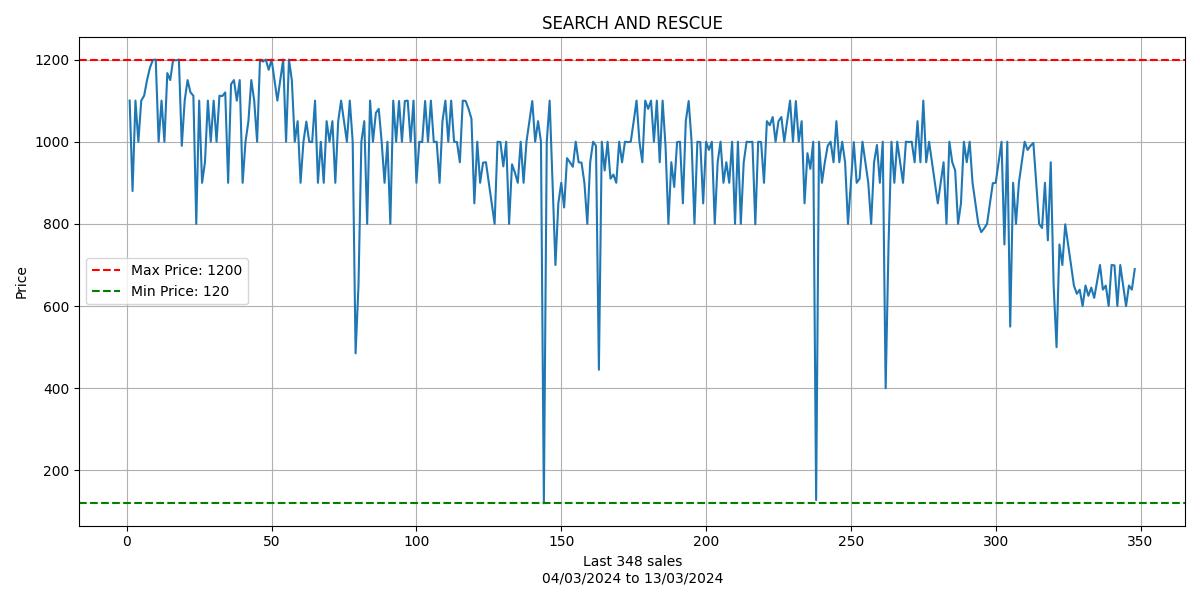 SEARCH AND RESCUE
1200
1000
800
600
400
200
Price
Max Price: 1200
Min Price: 120
0 50 100 150 200 250 300 350
Last 348 sales
04/03/2024 to 13/03/2024